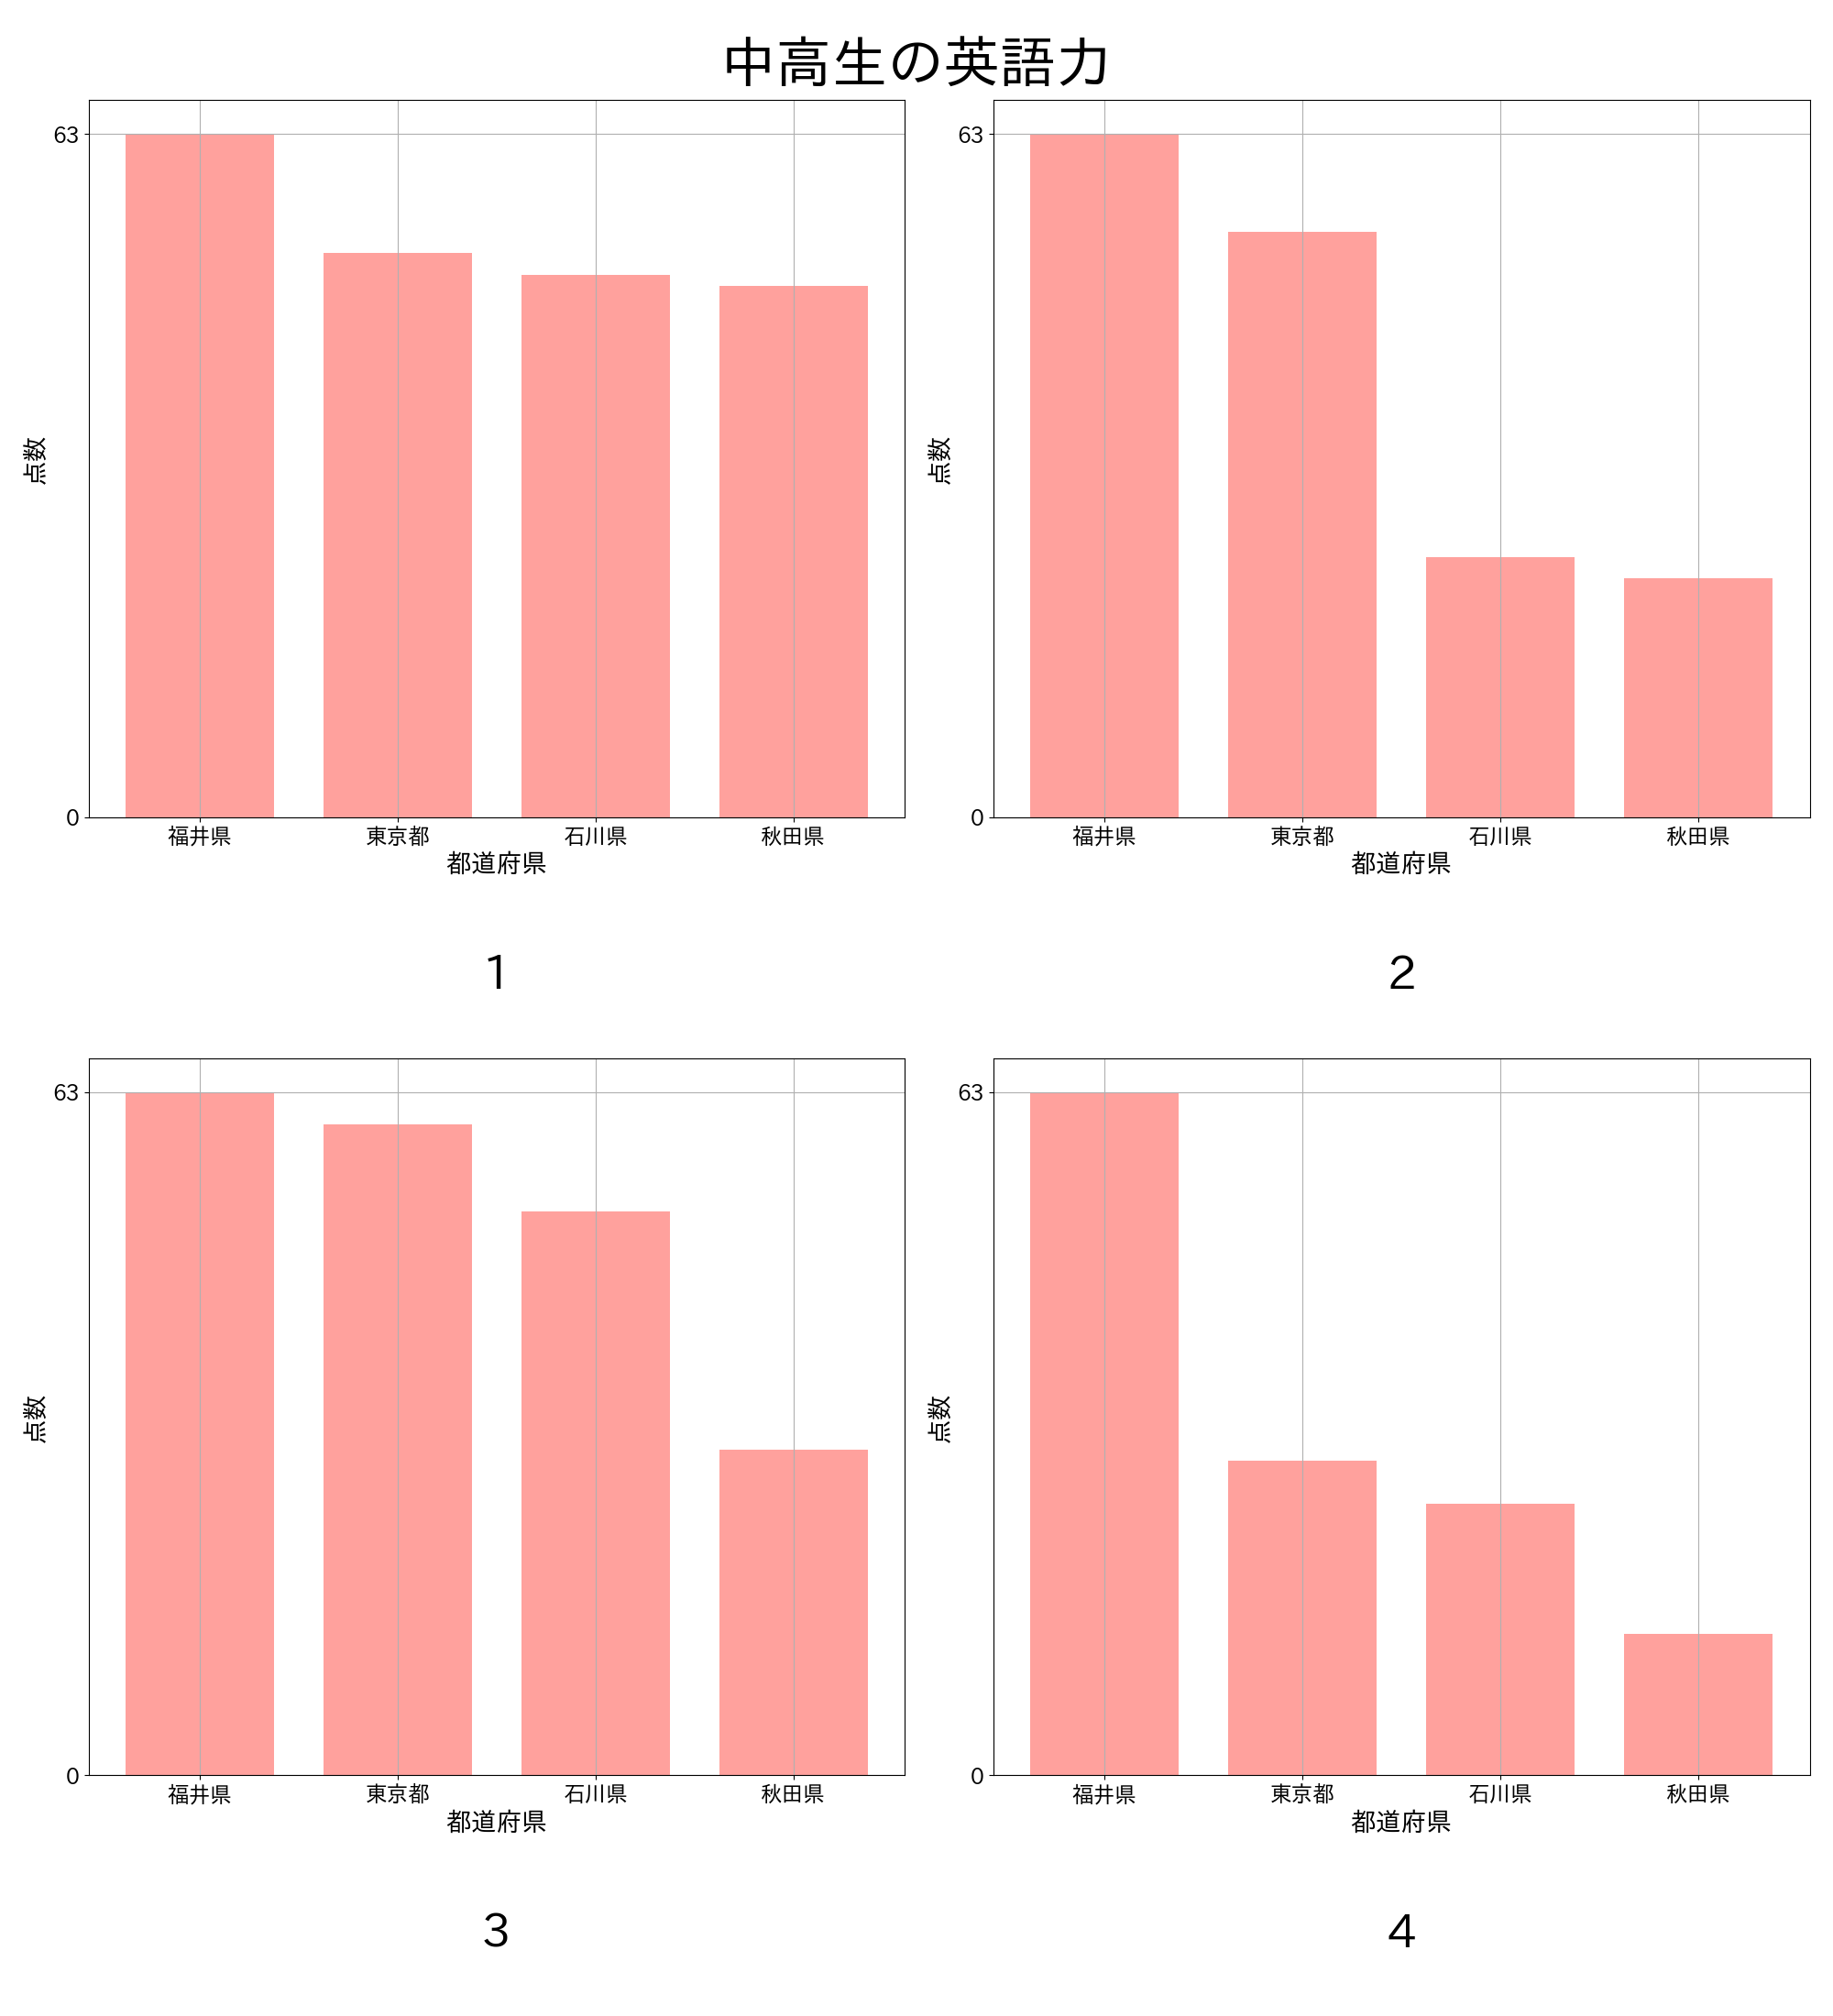 中高生の英語力
63
点数
0
福井県 東京都 石川県 秋田県
都道府県
1
63
点数
0
福井県 東京都 石川県 秋田県
都道府県
2
63
点数
0
福井県 東京都 石川県 秋田県
都道府県
3
63
点数
0
福井県 東京都 石川県 秋田県
都道府県
4